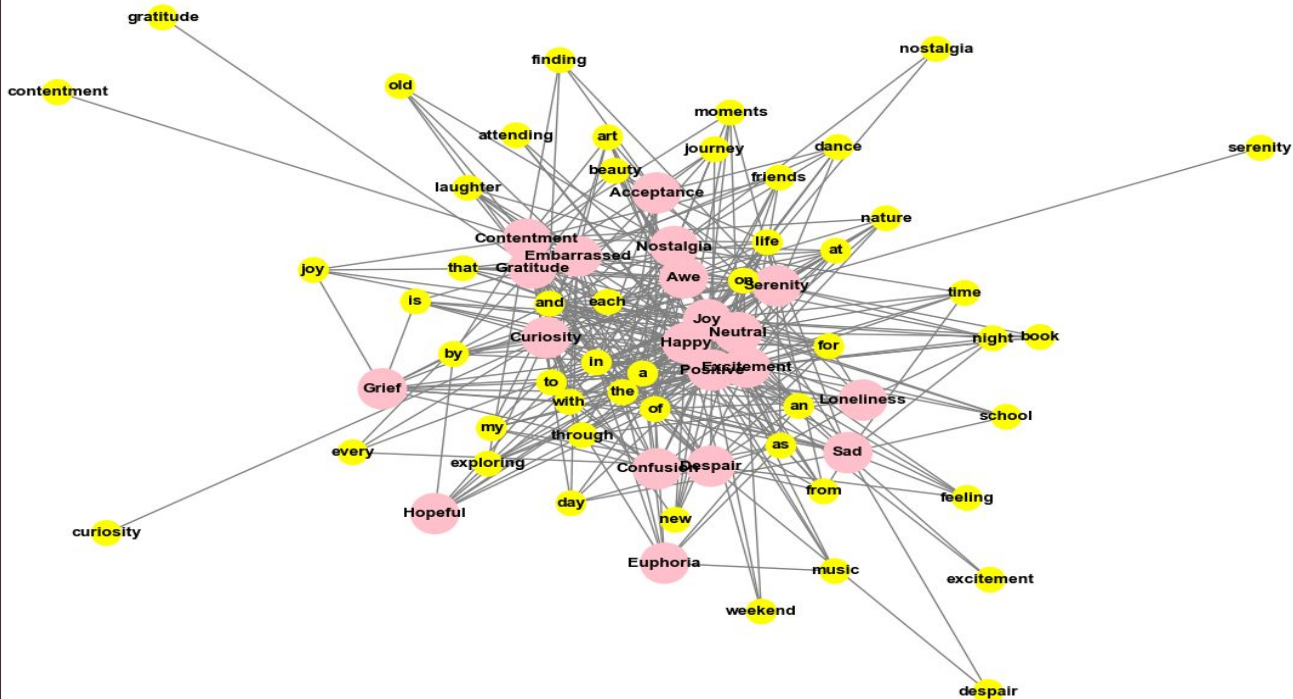 gratitude
nostalgia
finding
old
contentment
moments
attending
art
journey
dance
serenity
beauty
friends
laughter
Acceptance
nature
Contentment
life
Nostalgia
at
Embarrassed
that
Gratitude
joy
Awe
on
Serenity
time
is
and
each
Joy
Neutral
Curiosity
Happy
night
book
for
by
in
Positive
Excitement
a
to
Grief
the
with
Loneliness
an
of
school
my
through
as
every
Sad
exploring
Confusion
Despair
from
feeling
day
Hopeful
new
curiosity
Euphoria
music
excitement
weekend
despair